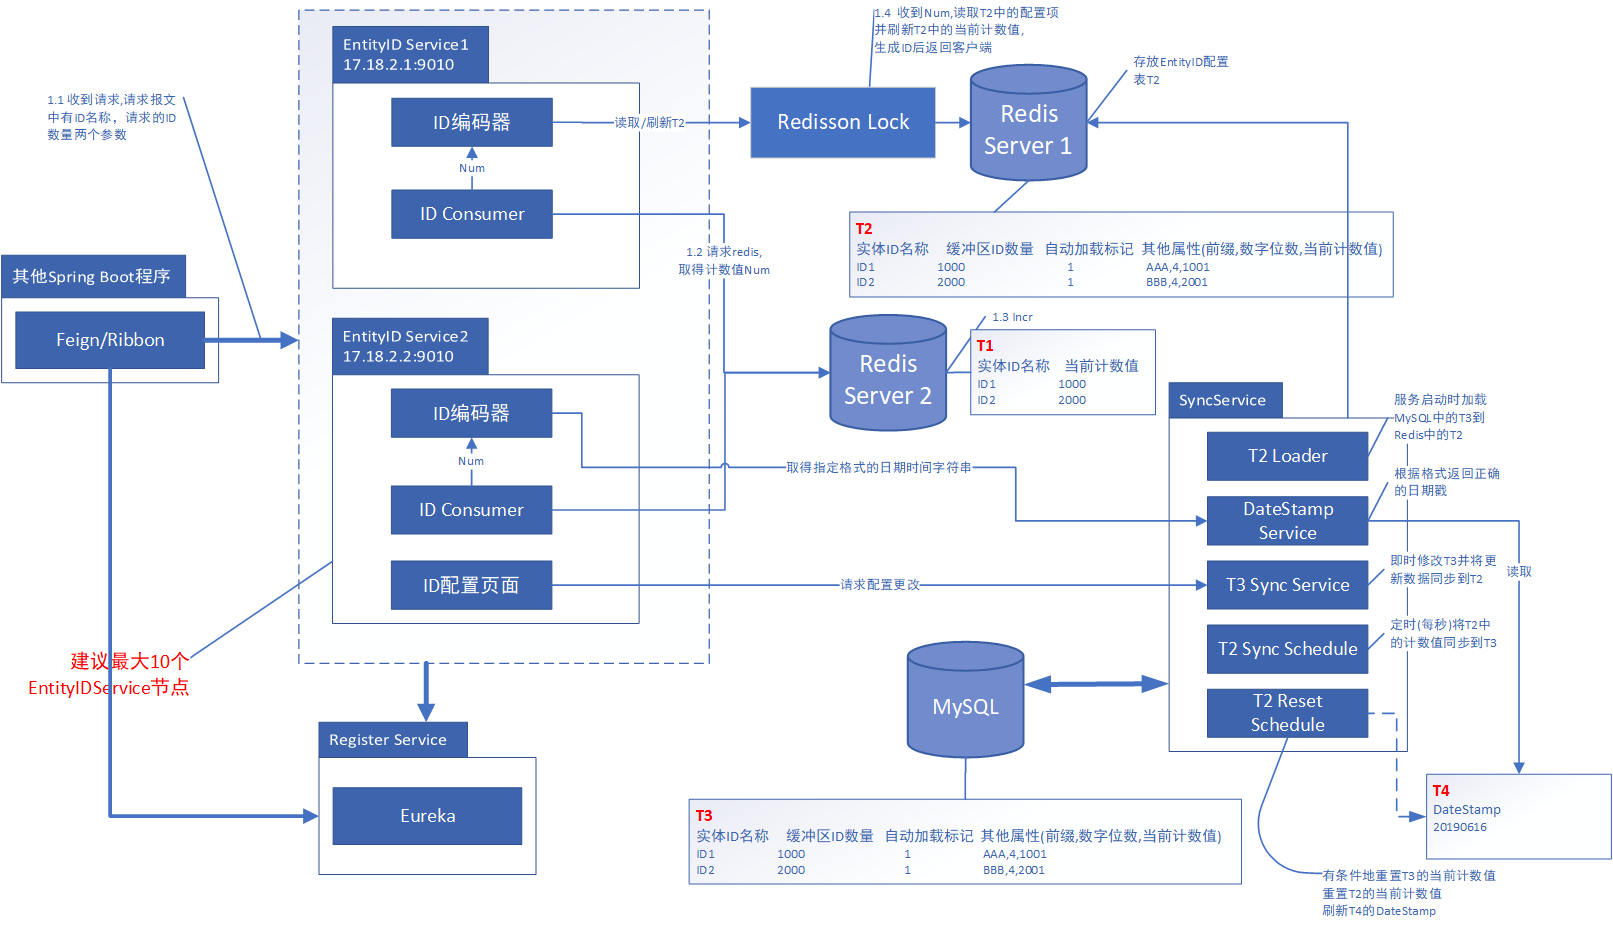 1.1 收到请求,请求报文
中有ID名称，请求的ID
数量两个参数
其他Spring Boot程序
Feign/Ribbon
建议最大10个
EntityIDService节点
EntityID Service1
17.18.2.1:9010
ID编码器
Num
ID Consumer
EntityID Service2
17.18.2.2:9010
ID编码器
Num
ID Consumer
ID配置页面
Register Service
Eureka
读取/刷新T2
1.2 请求redis,
取得计数值Num
1.4 收到Num,读取T2中的配置项
并刷新T2中的当前计数值,
生成ID后返回客户端
Redisson Lock
Redis
Server 1
存放EntityID配置
表T2
T2
实体ID名称 缓冲区ID数量 自动加载标记 其他属性(前缀,数字位数,当前计数值)
ID1 1000 1 AAA,4,1001
ID2 2000 1 BBB,4,2001
Redis
Server 2
1.3 Incr
T1
实体ID名称 当前计数值
ID1 1000
ID2 2000
取得指定格式的日期时间字符串
请求配置更改
SyncService
T2 Loader
DateStamp
Service
T3 Sync Service
T2 Sync Schedule
T2 Reset
Schedule
服务启动时加载
MySQL中的T3到
Redis中的T2
根据格式返回正确
的日期戳
即时修改T3并将更
新数据同步到T2
读取
定时(每秒)将T2中
的计数值同步到T3
MySQL
T3
实体ID名称 缓冲区ID数量 自动加载标记 其他属性(前缀,数字位数,当前计数值)
ID1 1000 1 AAA,4,1001
ID2 2000 1 BBB,4,2001
T4
DateStamp
20190616
有条件地重置T3的当前计数值
重置T2的当前计数值
刷新T4的DateStamp